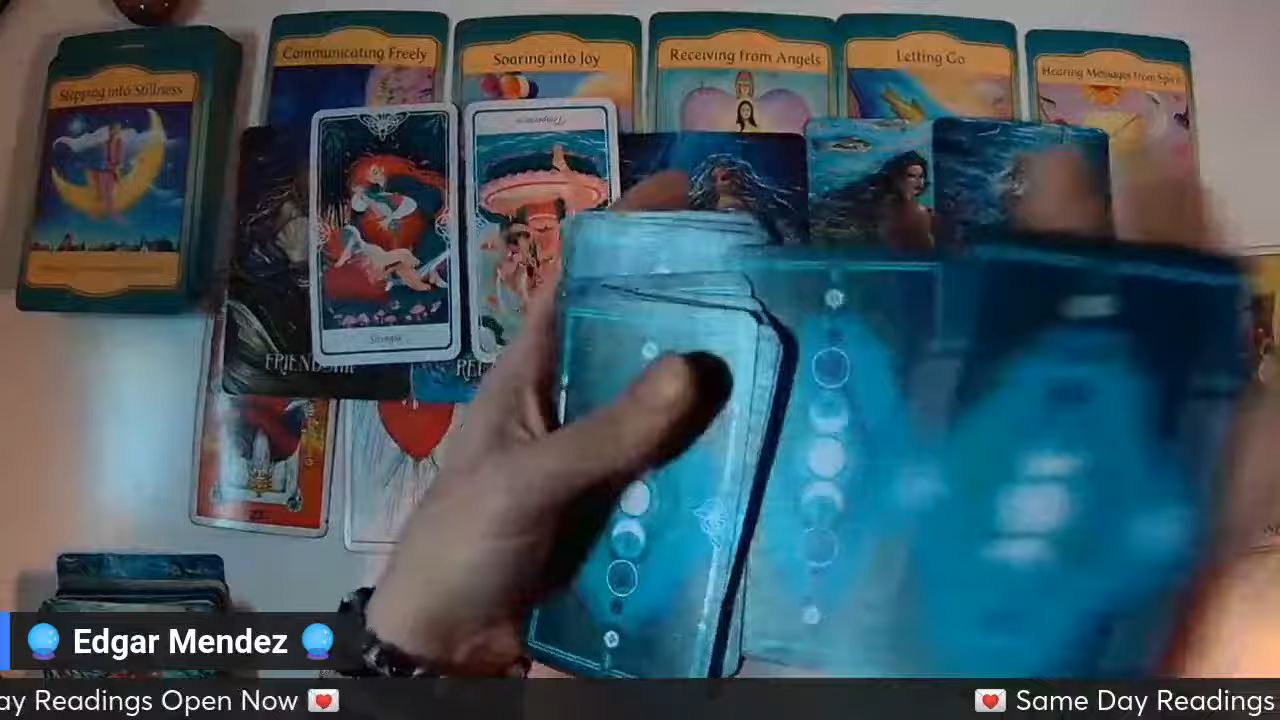 Communicating Freely
Soaring into Joy
Receiving from Angels
Letting Go
Hearing Messages from Spirit
Stepping into Stillness
Temperance
Strength
FRIENDSHIP
🔮 Edgar Mendez 🔮
ay Readings Open Now 💌
💌 Same Day Readings